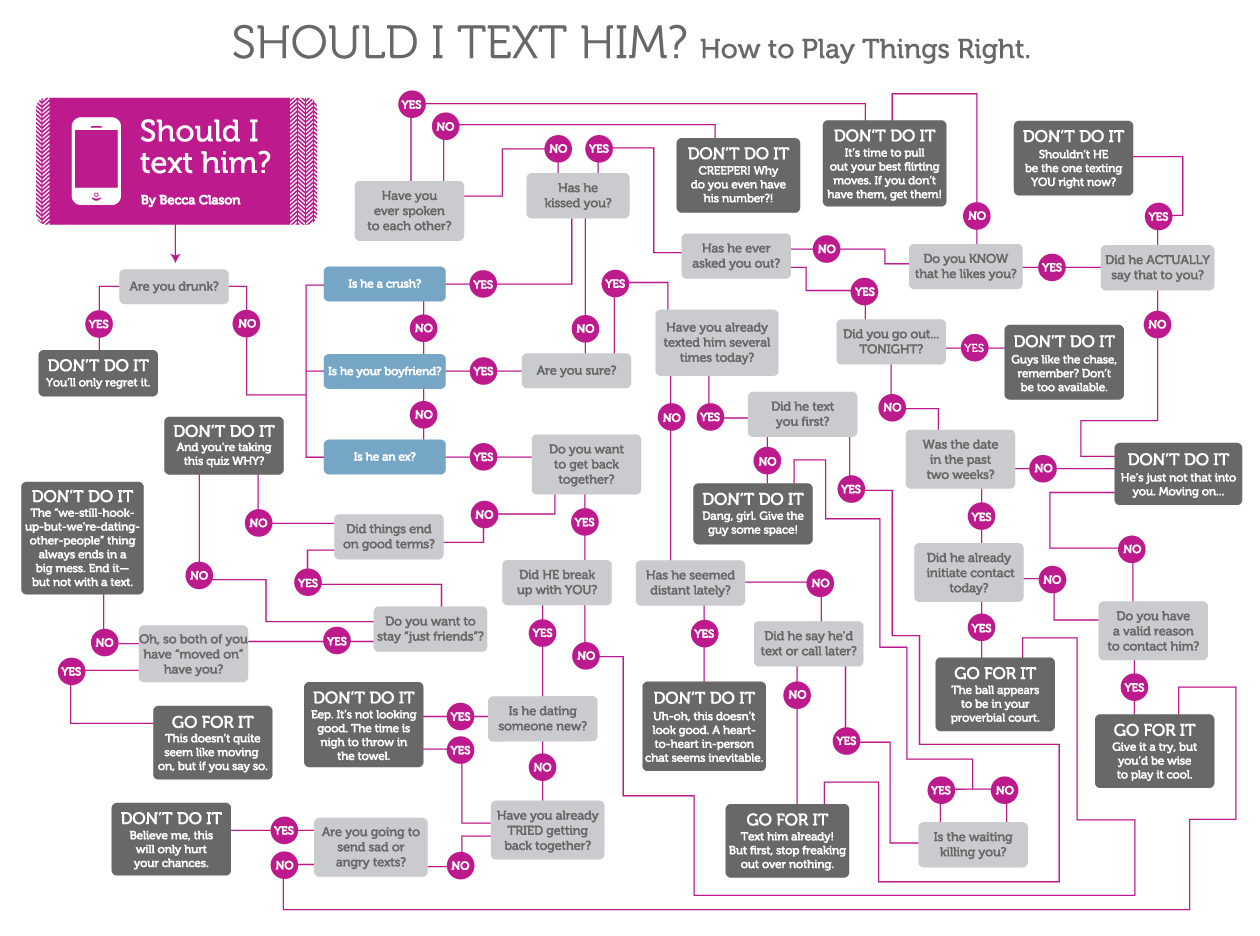 SHOULD I TEXT HIM? How to Play Things Right.
Should I
text him?
By Becca Clason
Are you drunk?
YES
NO
DON'T DO IT
You'll only regret it.
Is he a crush?
YES
NO
Is he your boyfriend?
YES
NO
Is he an ex?
YES
YES
NO
Have you
ever spoken
to each other?
NO
YES
Has he
kissed you?
DON'T DO IT
CREEPER! Why
do you even have
his number?!
DON'T DO IT
It's time to pull
out your best flirting
moves. If you don't
have them, get them!
DON'T DO IT
Shouldn't HE
be the one texting
YOU right now?
Has he ever
asked you out?
NO
YES
NO
Do you KNOW
that he likes you?
YES
YES
Did he ACTUALLY
say that to you?
NO
NO
YES
Are you sure?
Have you already
texted him several
times today?
NO
YES
Did you go out...
TONIGHT?
YES
NO
DON'T DO IT
Guys like the chase,
remember? Don't
be too available.
Did he text
you first?
NO
YES
DON'T DO IT
Dang, girl. Give the
guy some space!
Was the date
in the past
two weeks?
NO
YES
DON'T DO IT
He's just not that into
you. Moving on...
Did he already
initiate contact
today?
NO
YES
NO
Do you have
a valid reason
to contact him?
YES
GO FOR IT
The ball appears
to be in your
proverbial court.
GO FOR IT
Give it a try, but
you'd be wise
to play it cool.
DON'T DO IT
And you're taking
this quiz WHY?
NO
NO
Did things end
on good terms?
YES
NO
Do you want
to get back
together?
YES
DON'T DO IT
The "we-still-hook-
up-but-we're-dating-
other-people" thing
always ends in a
big mess. End it—
but not with a text.
NO
YES
Oh, so both of you
have "moved on"
have you?
YES
Do you want to
stay "just friends"?
GO FOR IT
This doesn't quite
seem like moving
on, but if you say so.
Did HE break
up with YOU?
YES
NO
Has he seemed
distant lately?
NO
YES
Did he say he'd
text or call later?
NO
YES
DON'T DO IT
Uh-oh, this doesn't
look good. A heart-
to-heart in-person
chat seems inevitable.
DON'T DO IT
Eep. It's not looking
good. The time is
nigh to throw in
the towel.
YES
YES
Is he dating
someone new?
NO
Have you already
TRIED getting
back together?
NO
DON'T DO IT
Believe me, this
will only hurt
your chances.
YES
NO
Are you going to
send sad or
angry texts?
GO FOR IT
Text him already!
But first, stop freaking
out over nothing.
YES
NO
Is the waiting
killing you?